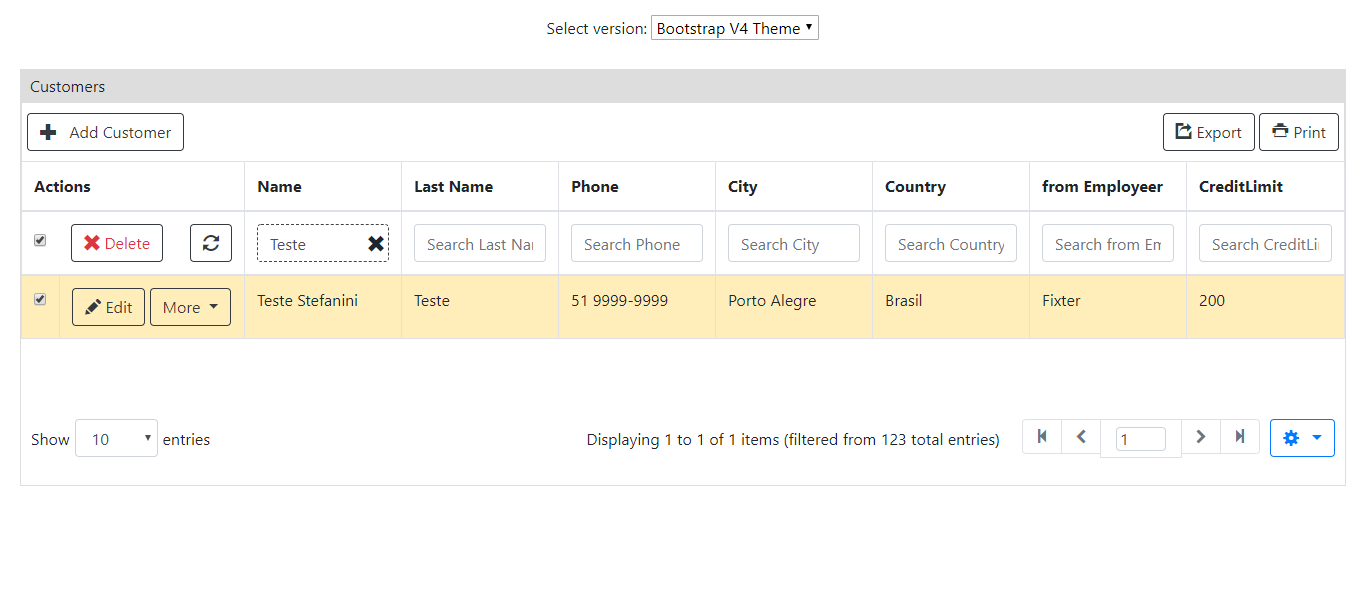 Select version: Bootstrap V4 Theme
Customers
Add Customer Export Print
Actions Name Last Name Phone City Country from Employeer CreditLimit
Delete Teste Search Last Nar Search Phone Search City Search Country Search from Em Search CreditLi
Edit More Teste Stefanini Teste 51 9999-9999 Porto Alegre Brasil Fixter 200
Show 10 entries Displaying 1 to 1 of 1 items (filtered from 123 total entries) 1